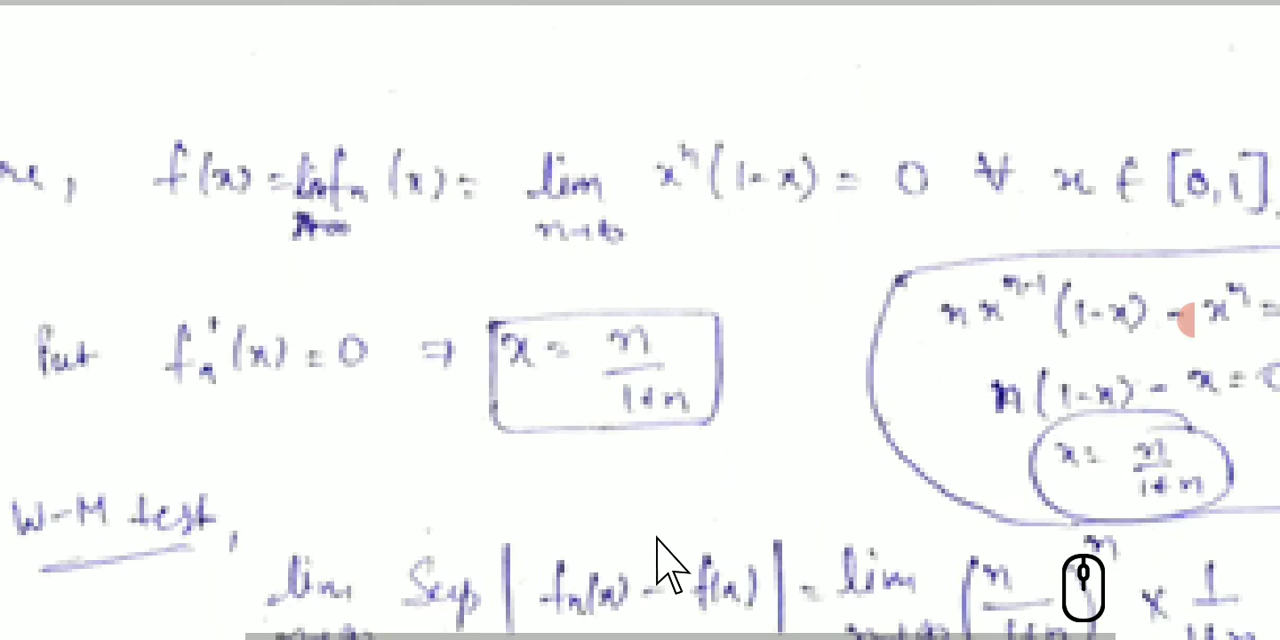 f(x) = lim fn(x) = lim x^n(1-x) = 0 ∀ x ∈ [0,1],
n→∞ n→∞
n x^{n-1} (1-x) - x^n =
Put fn'(x) = 0 ⇒ x = n/(1+n)
n(1-x) - x = 0
x = n/(1+n)
W-M test,
lim Sup | fn(x) - f(x) | = lim (n/(1+n))^n × 1